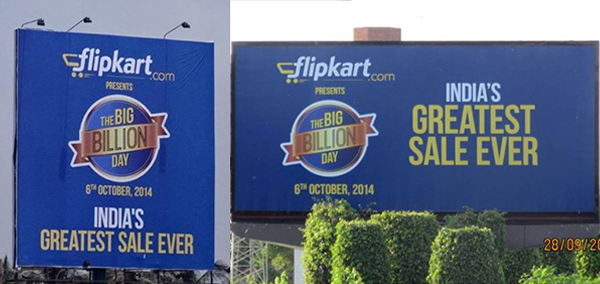 flipkart.com
PRESENTS
THE BIG
BILLION
DAY
6TH OCTOBER, 2014
INDIA'S
GREATEST SALE EVER
flipkart.com
PRESENTS
THE BIG
BILLION
DAY
6TH OCTOBER, 2014
INDIA'S
GREATEST
SALE EVER